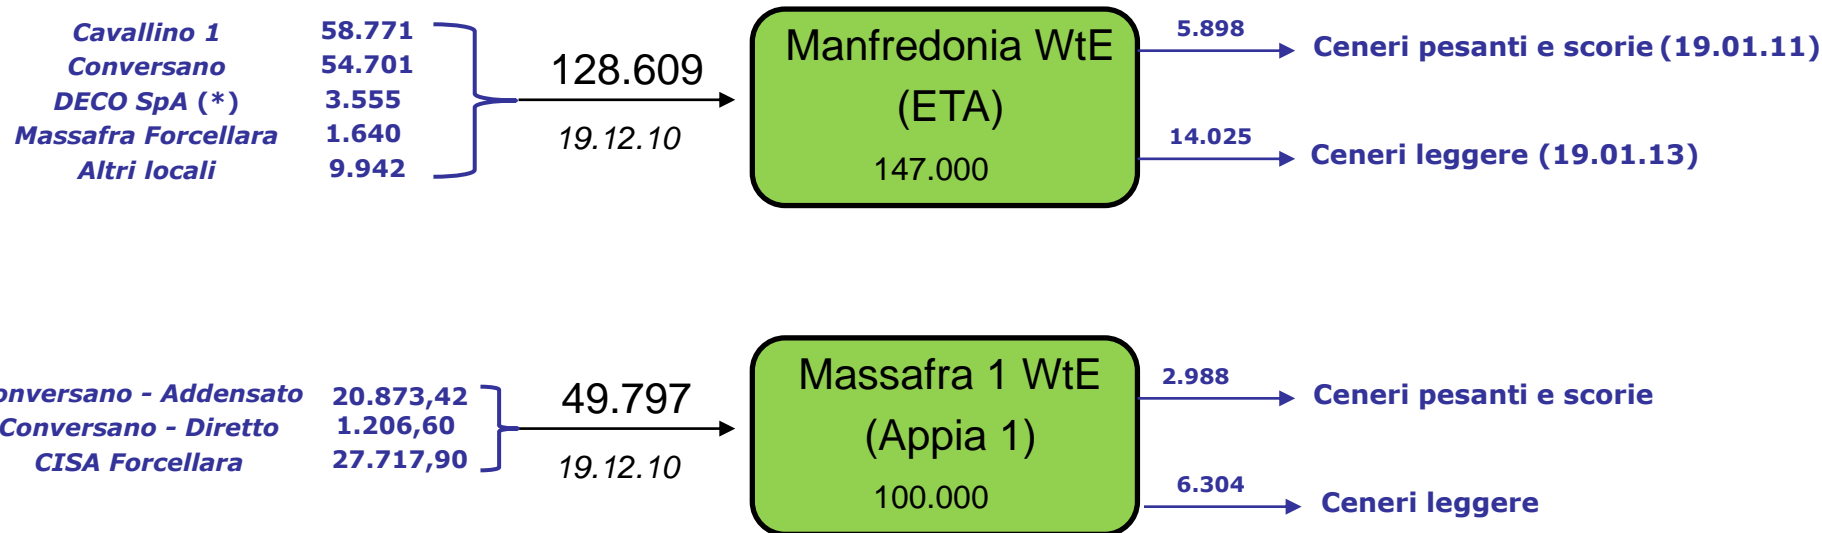 Cavallino 1 58.771
Conversano 54.701
DECO SpA (*) 3.555
Massafra Forcellara 1.640
Altri locali 9.942
128.609
19.12.10
Manfredonia WtE
(ETA)
147.000
5.898
Ceneri pesanti e scorie (19.01.11)
14.025
Ceneri leggere (19.01.13)
onversano - Addensato 20.873,42
Conversano - Diretto 1.206,60
CISA Forcellara 27.717,90
49.797
19.12.10
Massafra 1 WtE
(Appia 1)
100.000
2.988
Ceneri pesanti e scorie
6.304
Ceneri leggere